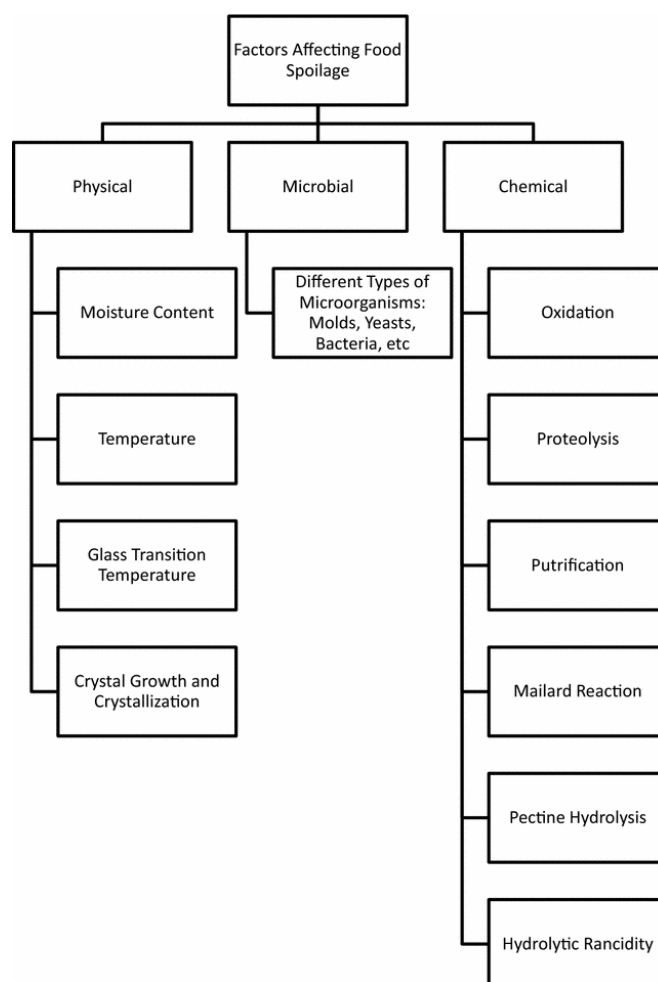 Factors Affecting Food
Spoilage
Physical
Microbial
Chemical
Moisture Content
Temperature
Glass Transition
Temperature
Crystal Growth and
Crystallization
Different Types of
Microorganisms:
Molds, Yeasts,
Bacteria, etc
Oxidation
Proteolysis
Putrification
Mailard Reaction
Pectine Hydrolysis
Hydrolytic Rancidity